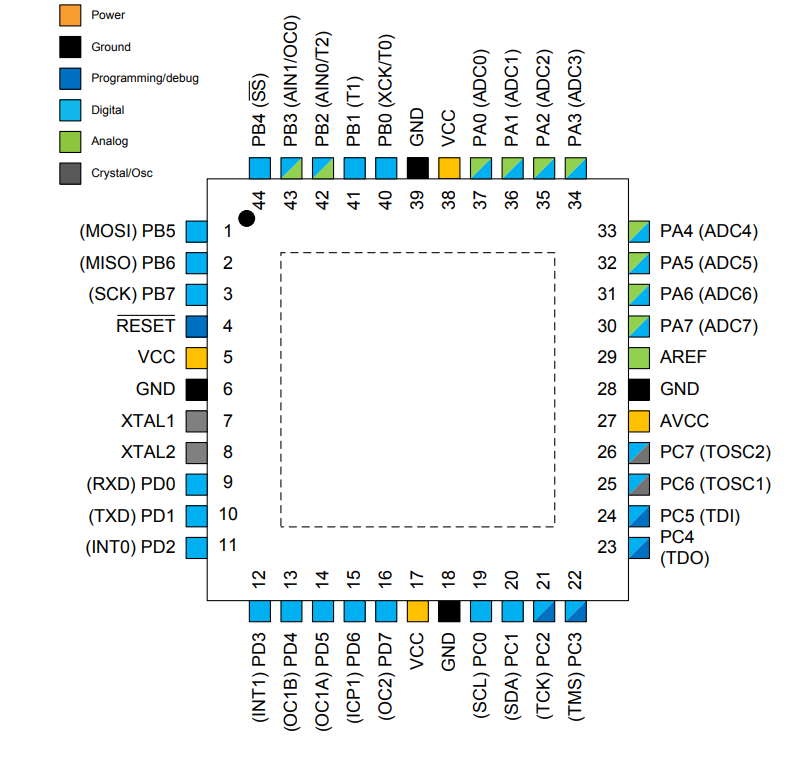 Power
Ground
Programming/debug
Digital
Analog
Crystal/Osc
PB4 (SS)
PB3 (AIN1/OC0)
PB2 (AIN0/T2)
PB1 (T1)
PB0 (XCK/T0)
GND
VCC
PA0 (ADC0)
PA1 (ADC1)
PA2 (ADC2)
PA3 (ADC3)
44
43
42
41
40
39
38
37
36
35
34
(MOSI) PB5 1
(MISO) PB6 2
(SCK) PB7 3
RESET 4
VCC 5
GND 6
XTAL1 7
XTAL2 8
(RXD) PD0 9
(TXD) PD1 10
(INT0) PD2 11
33 PA4 (ADC4)
32 PA5 (ADC5)
31 PA6 (ADC6)
30 PA7 (ADC7)
29 AREF
28 GND
27 AVCC
26 PC7 (TOSC2)
25 PC6 (TOSC1)
24 PC5 (TDI)
23 PC4
(TDO)
12
13
14
15
16
17
18
19
20
21
22
(INT1) PD3
(OC1B) PD4
(OC1A) PD5
(ICP1) PD6
(OC2) PD7
VCC
GND
(SCL) PC0
(SDA) PC1
(TCK) PC2
(TMS) PC3